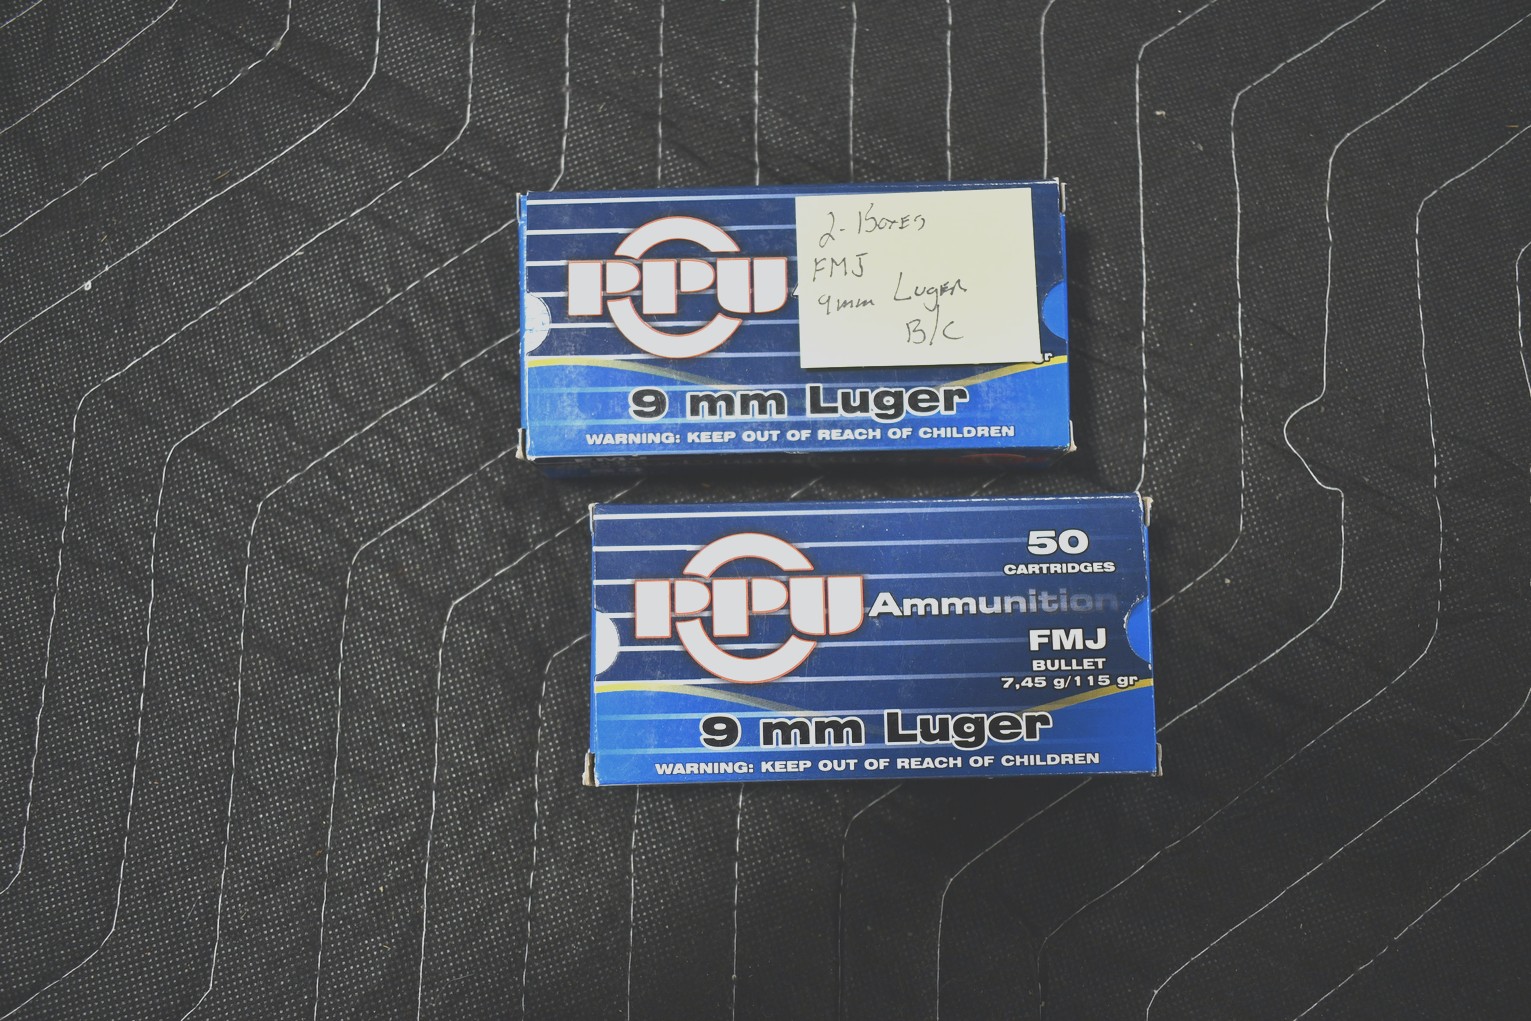 PPU
2-Boxes
FMJ
9mm Luger
B/C
gr
9 mm Luger
WARNING: KEEP OUT OF REACH OF CHILDREN
50
CARTRIDGES
PPU Ammunition
FMJ
BULLET
7,45 g/115 gr
9 mm Luger
WARNING: KEEP OUT OF REACH OF CHILDREN